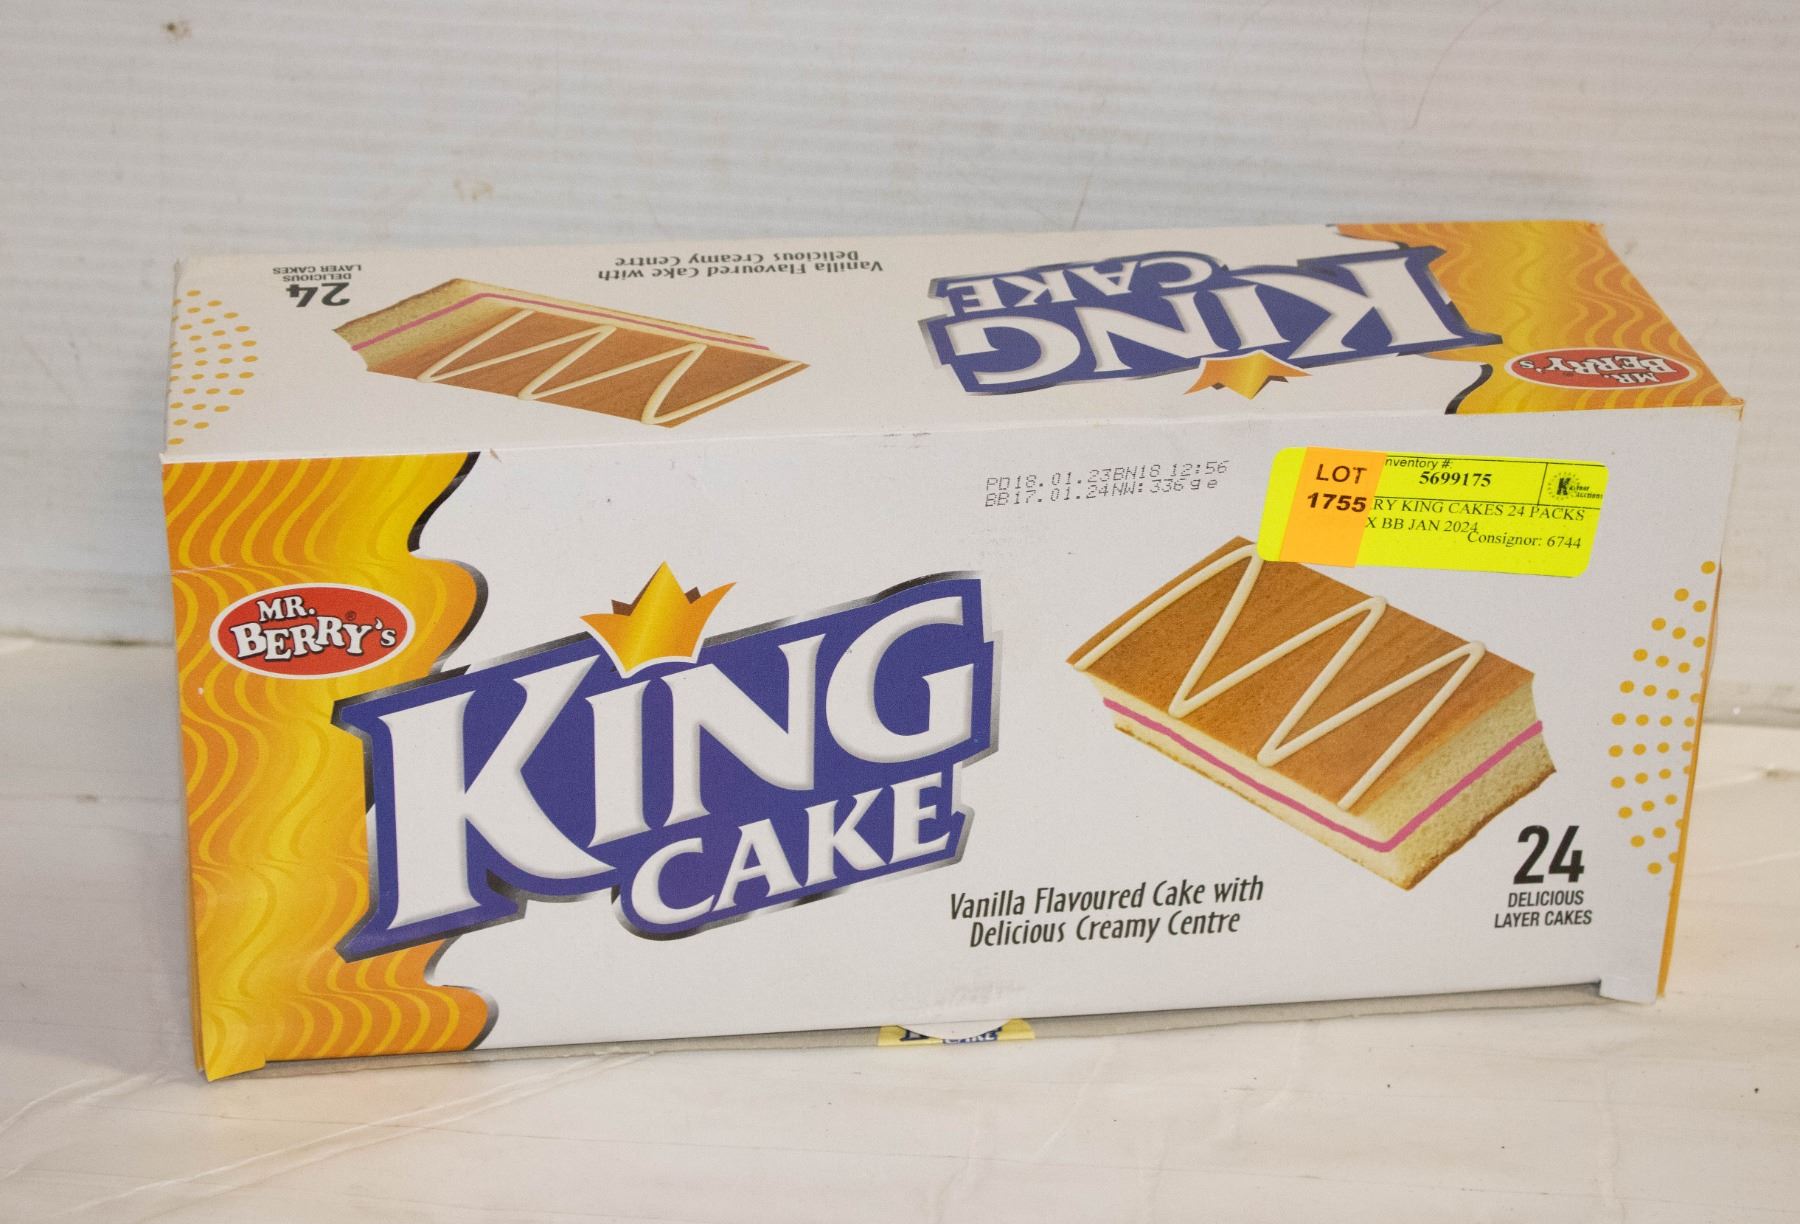 Vanilla Flavoured Cake with
Delicious Creamy Centre
24
DELICIOUS
LAYER CAKES
KING
CAKE
MR.
BERRY's
PD18.01.23BN18 12:56
BB17.01.24NW: 336g e
LOT
1755
nventory #:
5699175
RY KING CAKES 24 PACKS
X BB JAN 2024
Consignor: 6744
MR.
BERRY's
KING
CAKE
Vanilla Flavoured Cake with
Delicious Creamy Centre
24
DELICIOUS
LAYER CAKES